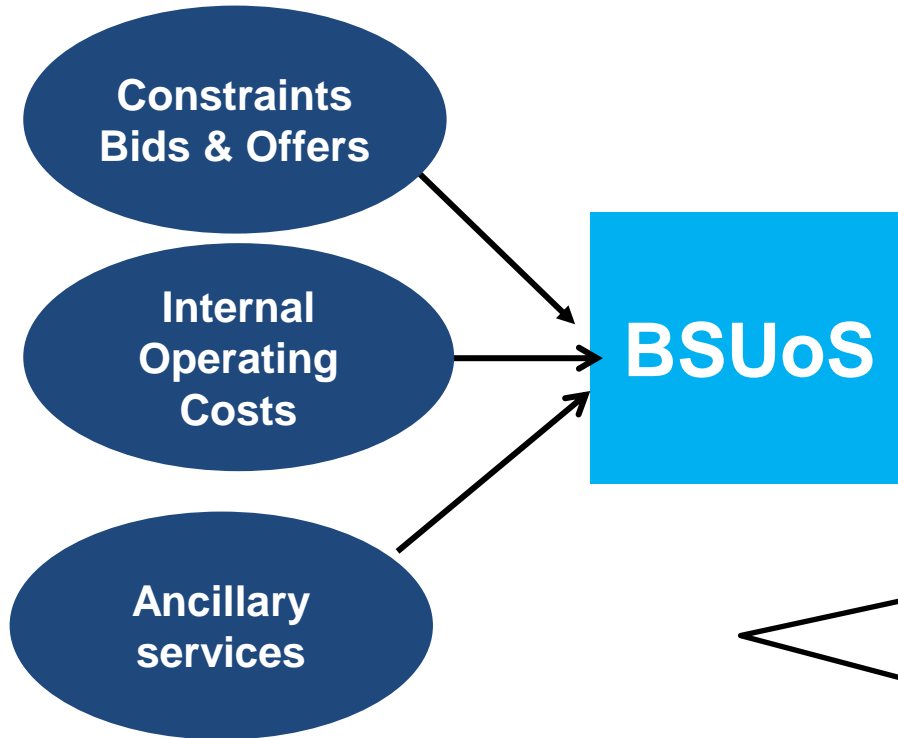 Constraints
Bids & Offers
Internal
Operating
Costs
BSUoS
Ancillary
services